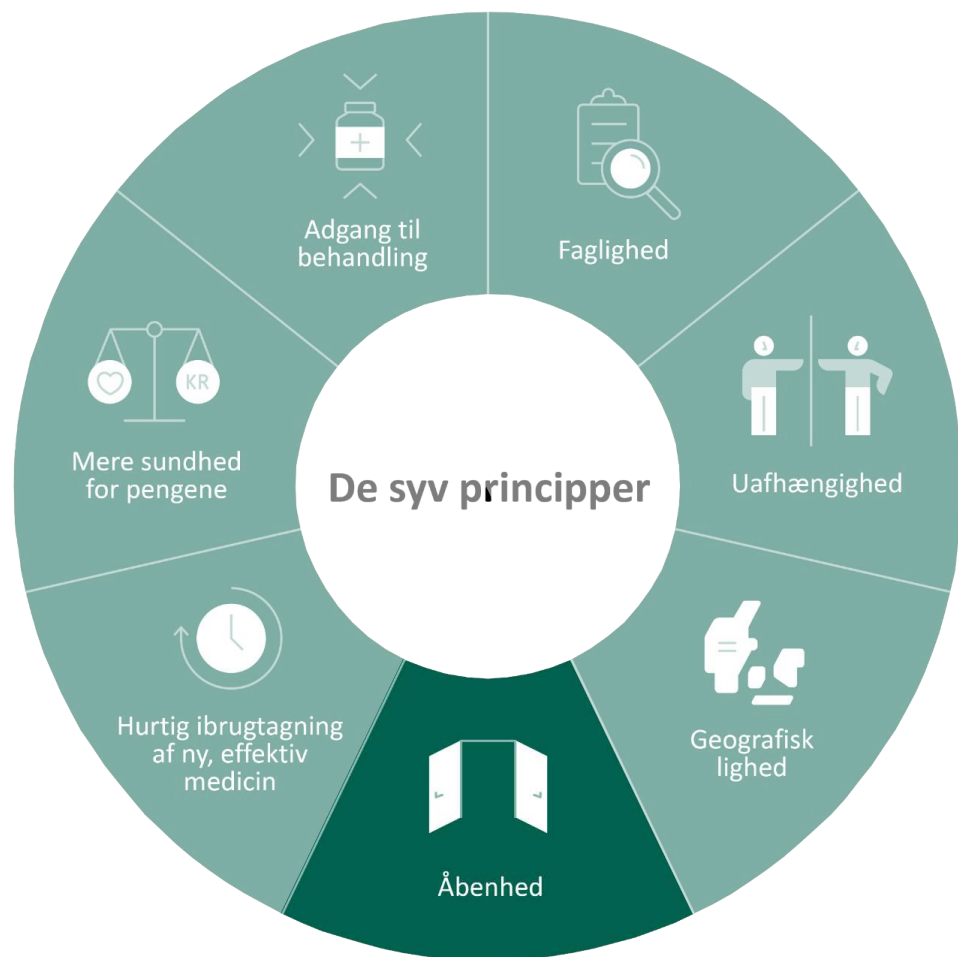 De syv principper
Faglighed
Uafhængighed
Geografisk
lighed
Åbenhed
Hurtig ibrugtagning
af ny, effektiv
medicin
Mere sundhed
for pengene
KR
Adgang til
behandling